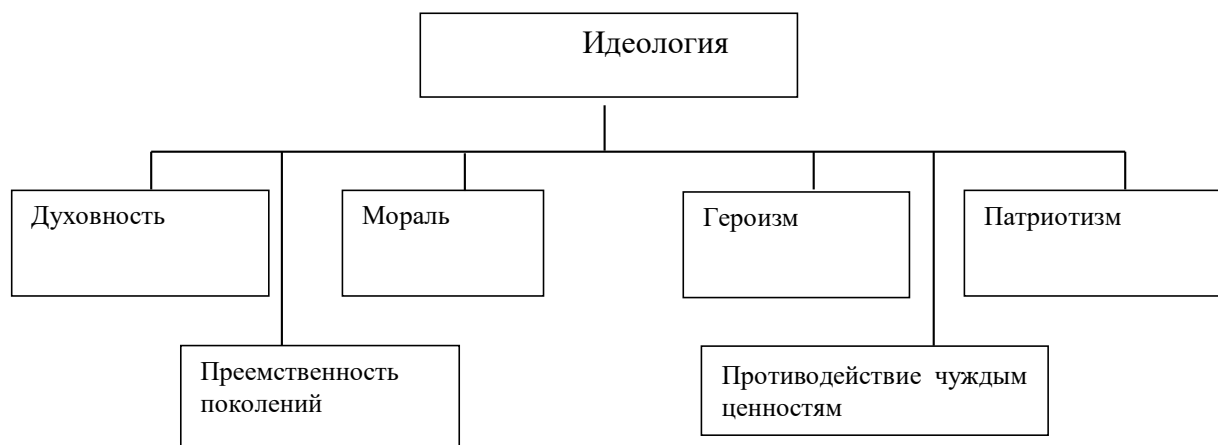 Идеология
Духовность
Мораль
Героизм
Патриотизм
Преемственность
поколений
Противодействие чуждым
ценностям